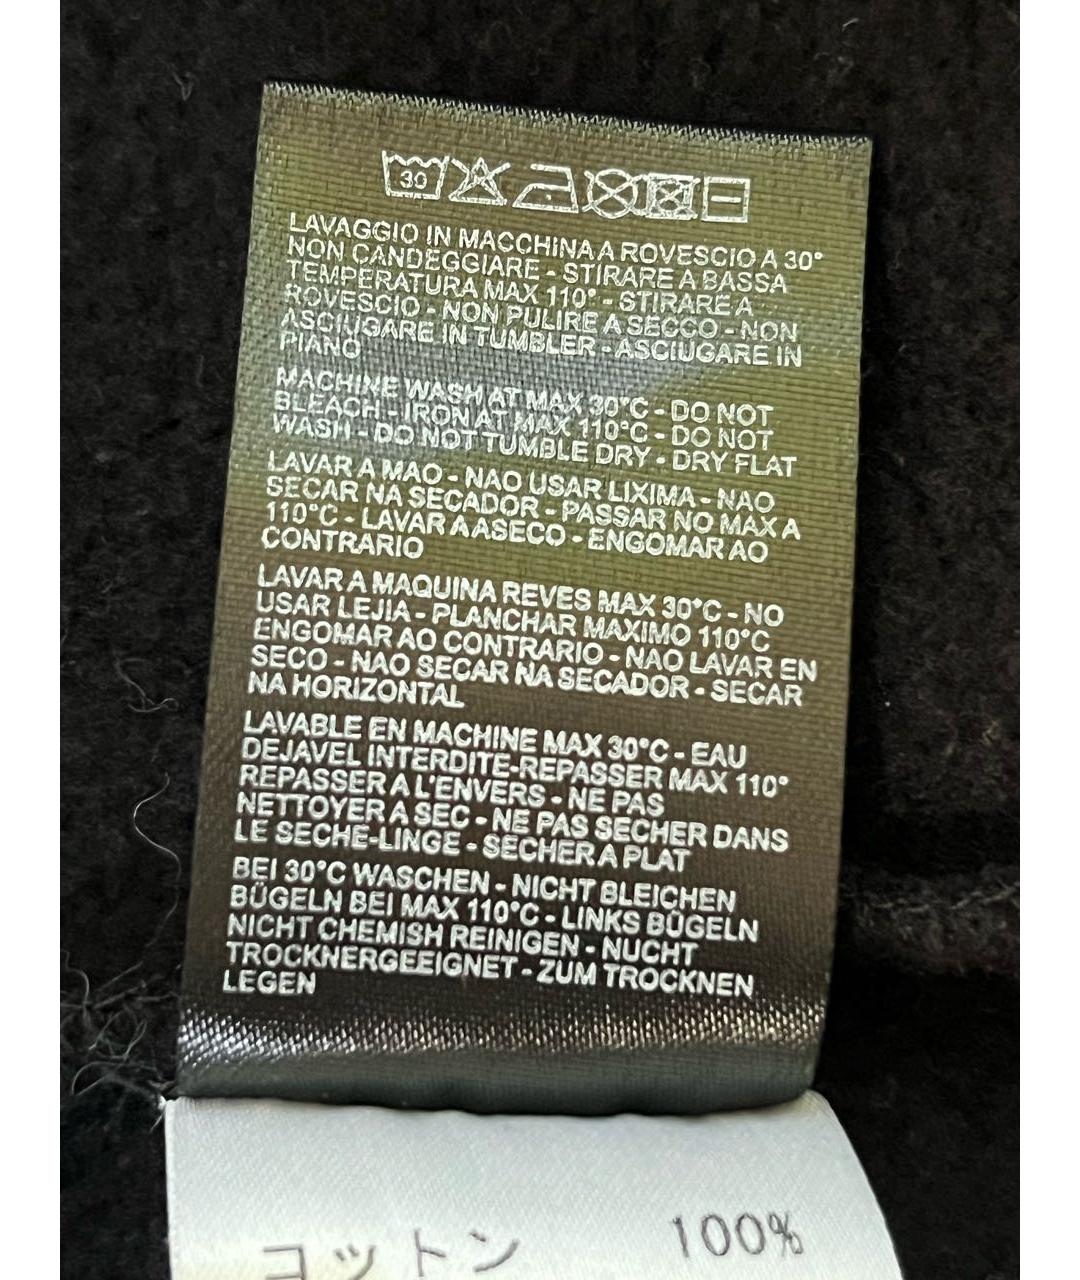 30
LAVAGGIO IN MACCHINA A ROVESCIO A 30°
NON CANDEGGIARE - STIRARE A BASSA
TEMPERATURA MAX 110° - STIRARE A
ROVESCIO - NON PULIRE A SECCO - NON
ASCIUGARE IN TUMBLER - ASCIUGARE IN
PIANO
MACHINE WASH AT MAX 30°C - DO NOT
BLEACH - IRON AT MAX 110°C - DO NOT
WASH - DO NOT TUMBLE DRY - DRY FLAT
LAVAR A MAO - NAO USAR LIXIMA - NAO
SECAR NA SECADOR - PASSAR NO MAX A
110°C - LAVAR A ASECO - ENGOMAR AO
CONTRARIO
LAVAR A MAQUINA REVES MAX 30°C - NO
USAR LEJIA - PLANCHAR MAXIMO 110°C
ENGOMAR AO CONTRARIO - NAO LAVAR EN
SECO - NAO SECAR NA SECADOR - SECAR
NA HORIZONTAL
LAVABLE EN MACHINE MAX 30°C - EAU
DEJAVEL INTERDITE-REPASSER MAX 110°
REPASSER A L'ENVERS - NE PAS
NETTOYER A SEC - NE PAS SECHER DANS
LE SECHE-LINGE - SECHER A PLAT
BEI 30°C WASCHEN - NICHT BLEICHEN
BÜGELN BEI MAX 110°C - LINKS BÜGELN
NICHT CHEMISH REINIGEN - NUCHT
TROCKNERGEEIGNET - ZUM TROCKNEN
LEGEN
コットン 100%